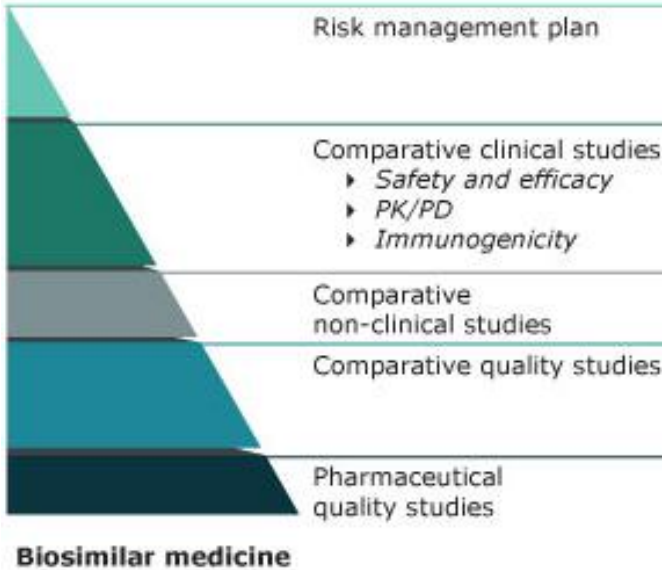 Risk management plan
Comparative clinical studies
▸ Safety and efficacy
▸ PK/PD
▸ Immunogenicity
Comparative
non-clinical studies
Comparative quality studies
Pharmaceutical
quality studies
Biosimilar medicine